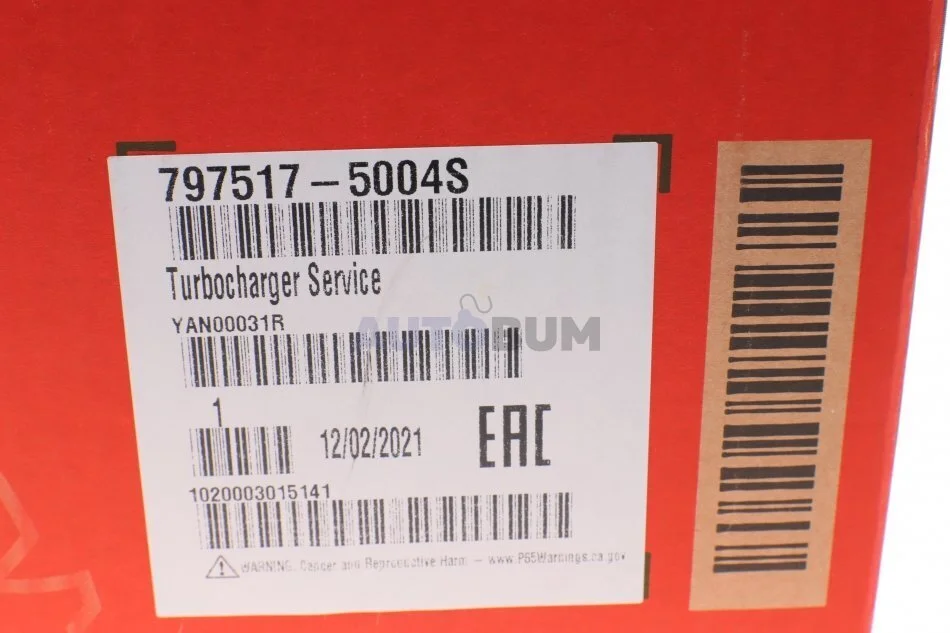 797517-5004S
Turbocharger Service
YAN00031R
AUTOBUM
1
12/02/2021
EAC
1020003015141
WARNING: Cancer and Reproductive Harm - www.P65Warnings.ca.gov